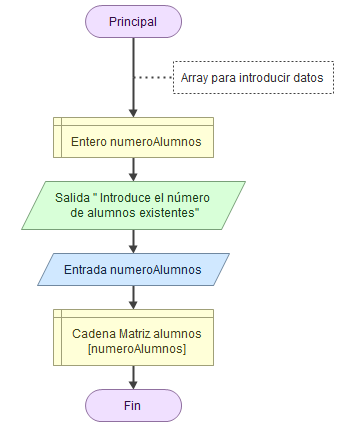 Principal
Array para introducir datos
Entero numeroAlumnos
Salida " Introduce el número
de alumnos existentes"
Entrada numeroAlumnos
Cadena Matriz alumnos
[numeroAlumnos]
Fin